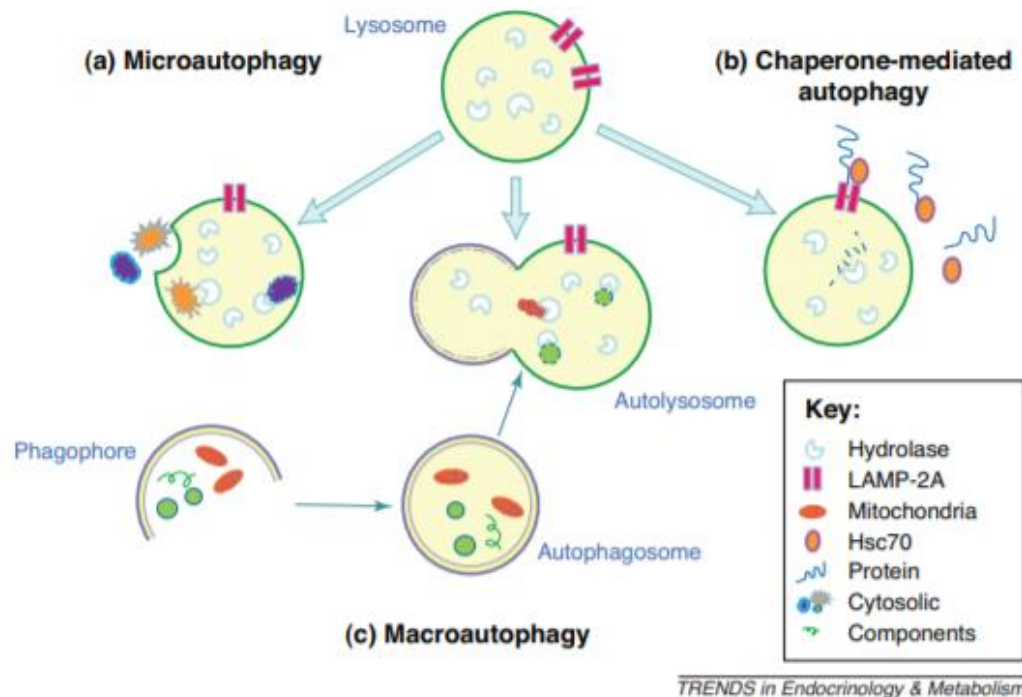 Lysosome
(a) Microautophagy
(b) Chaperone-mediated
autophagy
Autolysosome
Phagophore
Autophagosome
(c) Macroautophagy
Key:
Hydrolase
LAMP-2A
Mitochondria
Hsc70
Protein
Cytosolic
Components
TRENDS in Endocrinology & Metabolism